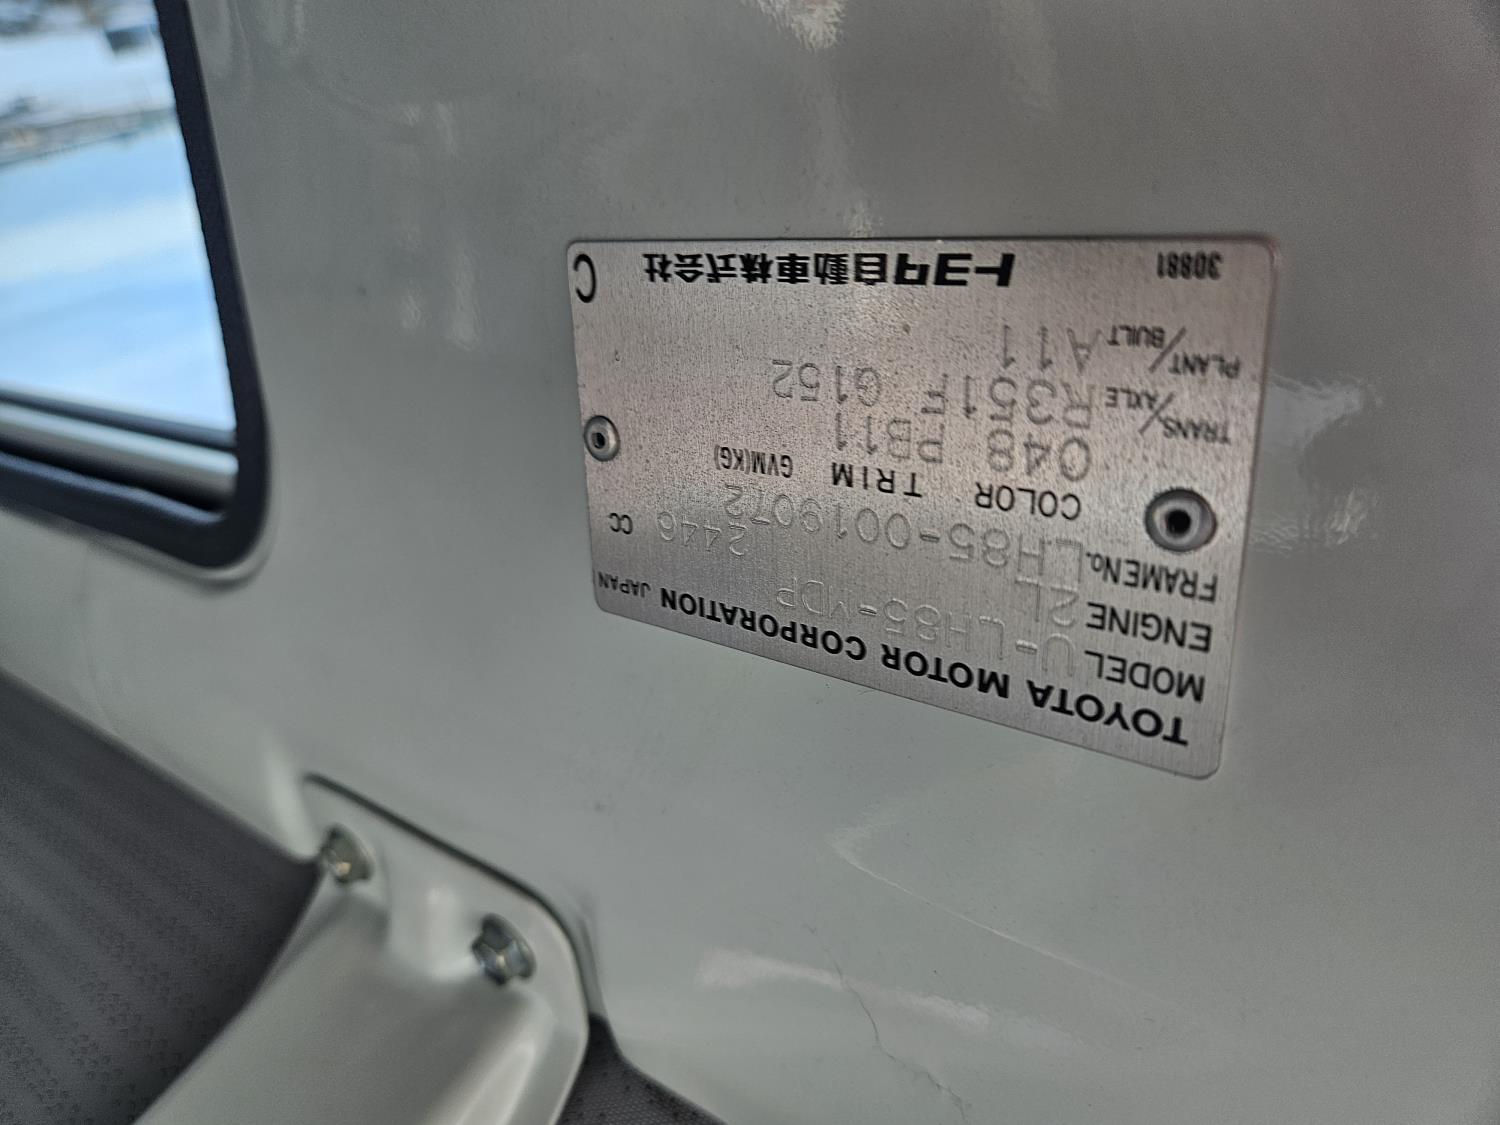 TOYOTA MOTOR CORPORATION JAPAN
MODEL U-LH85-VDP
ENGINE 2L 2446 CC
FRAME No. LH85-0019072
COLOR TRIM GVM(KG)
048 PB11
TRANS/AXLE R351F G152
PLANT/BUILT A11
30881 トヨタ自動車株式会社 C